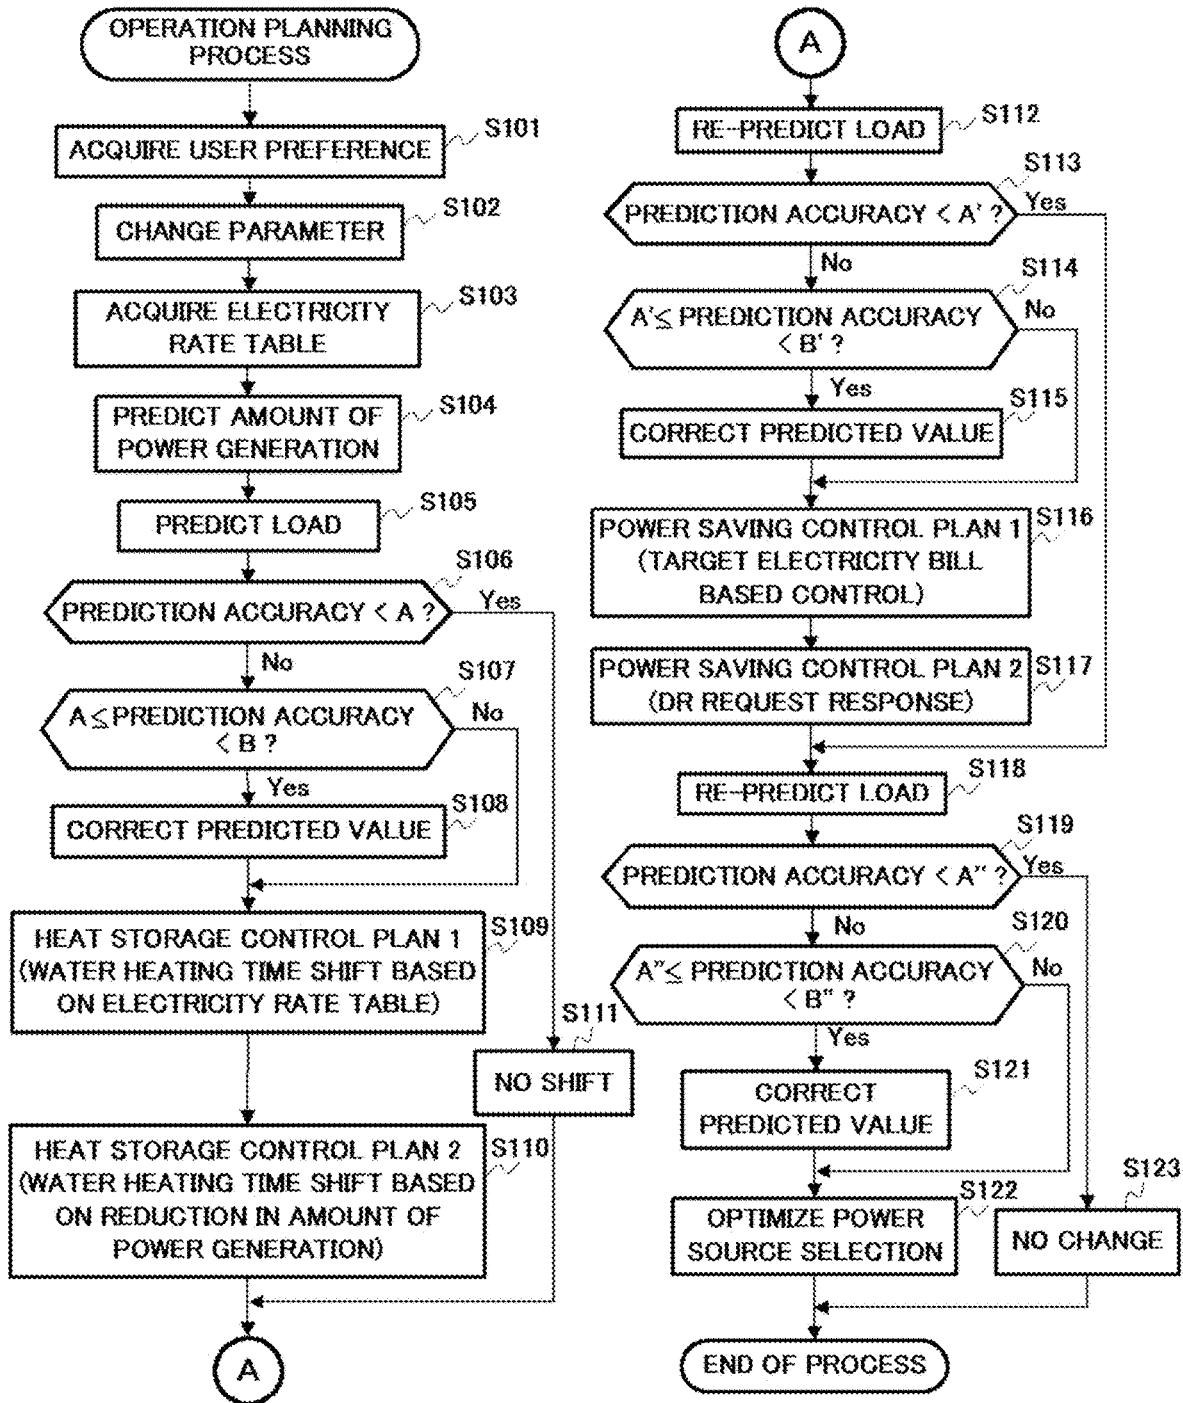 OPERATION PLANNING
PROCESS
S101
ACQUIRE USER PREFERENCE
S102
CHANGE PARAMETER
S103
ACQUIRE ELECTRICITY
RATE TABLE
S104
PREDICT AMOUNT OF
POWER GENERATION
S105
PREDICT LOAD
S106
PREDICTION ACCURACY < A ?
Yes
No
S107
A ≦ PREDICTION ACCURACY
< B ?
No
Yes
S108
CORRECT PREDICTED VALUE
S109
HEAT STORAGE CONTROL PLAN 1
(WATER HEATING TIME SHIFT BASED
ON ELECTRICITY RATE TABLE)
S111
NO SHIFT
S110
HEAT STORAGE CONTROL PLAN 2
(WATER HEATING TIME SHIFT BASED
ON REDUCTION IN AMOUNT OF
POWER GENERATION)
A
A
S112
RE-PREDICT LOAD
S113
PREDICTION ACCURACY < A' ?
Yes
No
S114
A' ≦ PREDICTION ACCURACY
< B' ?
No
Yes
S115
CORRECT PREDICTED VALUE
S116
POWER SAVING CONTROL PLAN 1
(TARGET ELECTRICITY BILL
BASED CONTROL)
S117
POWER SAVING CONTROL PLAN 2
(DR REQUEST RESPONSE)
S118
RE-PREDICT LOAD
S119
PREDICTION ACCURACY < A" ?
Yes
No
S120
A" ≦ PREDICTION ACCURACY
< B" ?
No
Yes
S121
CORRECT
PREDICTED VALUE
S122
OPTIMIZE POWER
SOURCE SELECTION
S123
NO CHANGE
END OF PROCESS